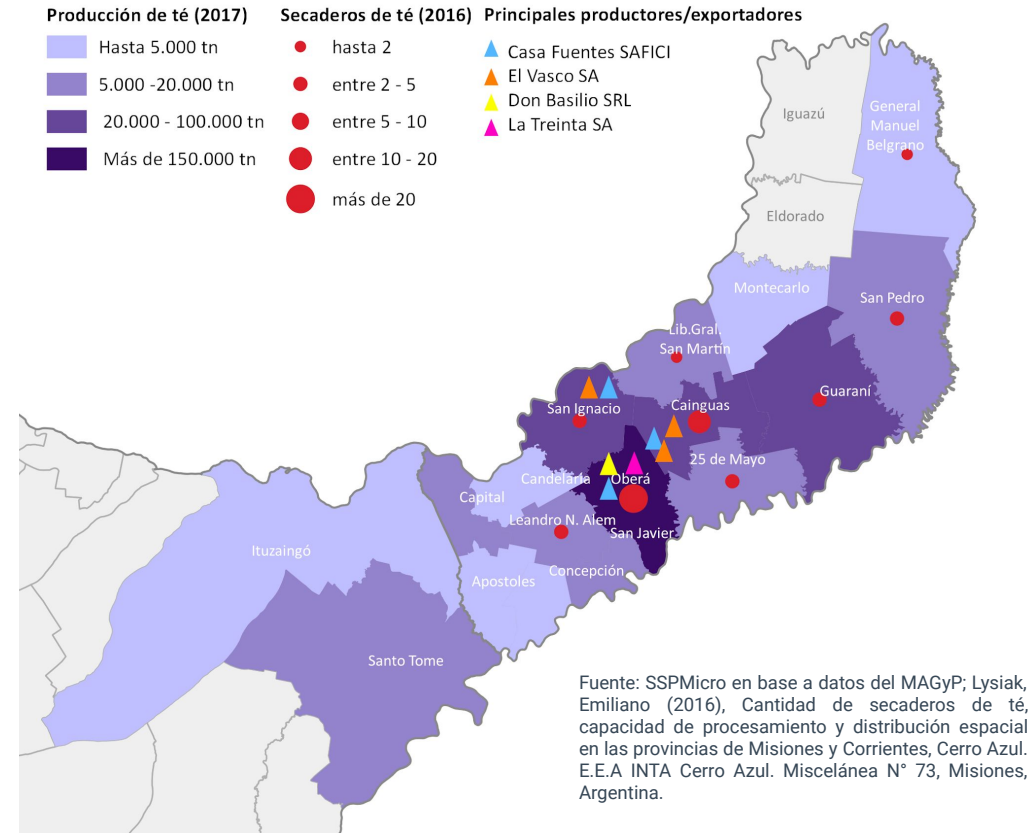 Producción de té (2017)
Hasta 5.000 tn
5.000 -20.000 tn
20.000 - 100.000 tn
Más de 150.000 tn
Secaderos de té (2016)
hasta 2
entre 2 - 5
entre 5 - 10
entre 10 - 20
más de 20
Principales productores/exportadores
Casa Fuentes SAFICI
El Vasco SA
Don Basilio SRL
La Treinta SA
Iguazú
General
Manuel
Belgrano
Eldorado
Montecarlo
San Pedro
Lib.Gral.
San Martín
Guaraní
San Ignacio
Cainguas
25 de Mayo
Candelaria
Oberá
Capital
Leandro N. Alem
San Javier
Ituzaingó
Concepción
Apostoles
Santo Tome
Fuente: SSPMicro en base a datos del MAGyP; Lysiak,
Emiliano (2016), Cantidad de secaderos de té,
capacidad de procesamiento y distribución espacial
en las provincias de Misiones y Corrientes, Cerro Azul.
E.E.A INTA Cerro Azul. Miscelánea N° 73, Misiones,
Argentina.